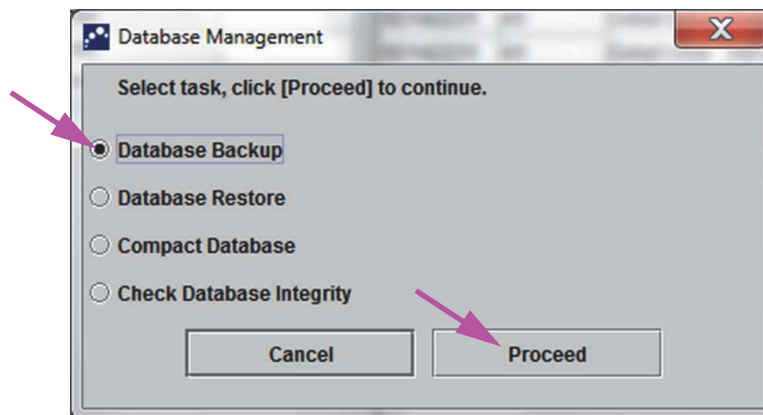 Database Management
Select task, click [Proceed] to continue.
Database Backup
Database Restore
Compact Database
Check Database Integrity
Cancel Proceed